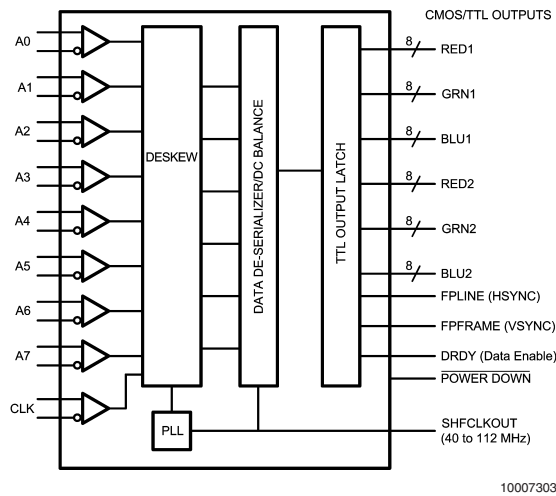 CMOS/TTL OUTPUTS
A0
A1
A2
A3
A4
A5
A6
A7
CLK
DESKEW
PLL
DATA DE-SERIALIZER/DC BALANCE
TTL OUTPUT LATCH
8
RED1
8
GRN1
8
BLU1
8
RED2
8
GRN2
8
BLU2
FPLINE (HSYNC)
FPFRAME (VSYNC)
DRDY (Data Enable)
POWER DOWN
SHFCLKOUT
(40 to 112 MHz)
10007303